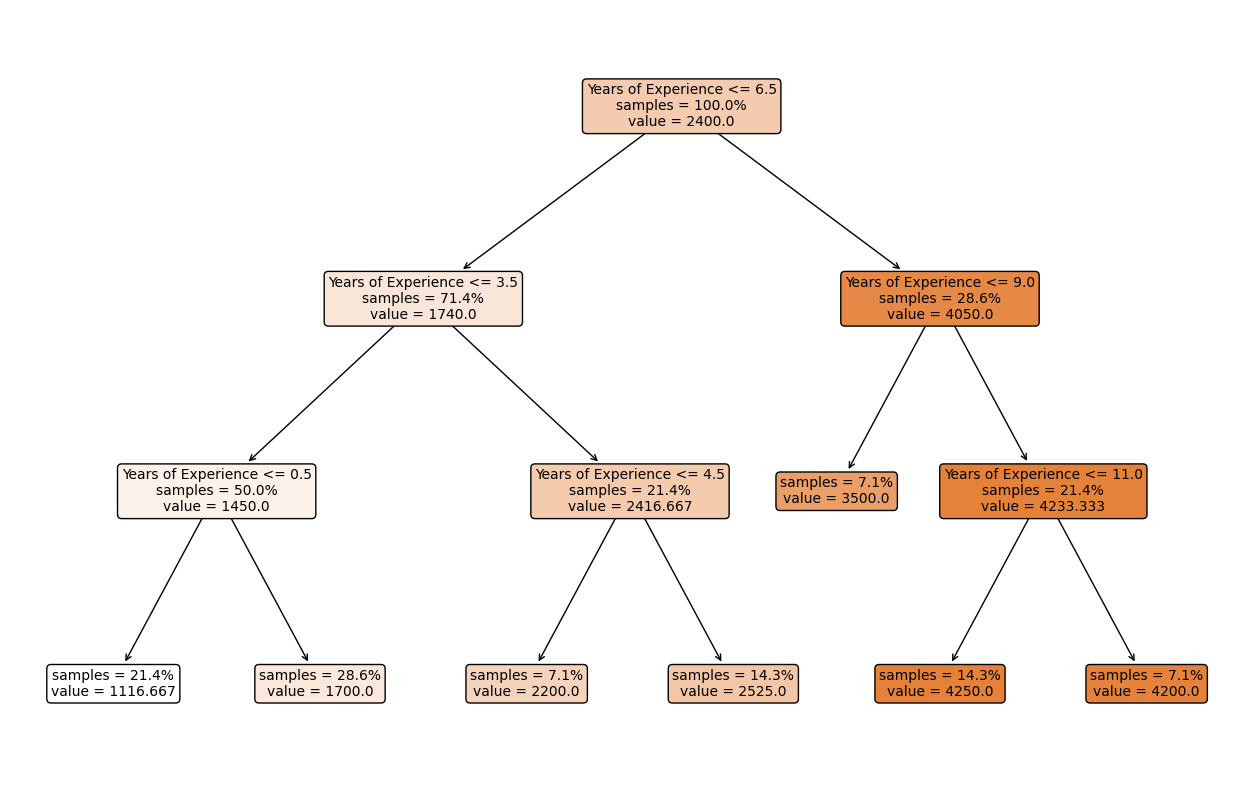 Years of Experience <= 6.5
samples = 100.0%
value = 2400.0
Years of Experience <= 3.5
samples = 71.4%
value = 1740.0
Years of Experience <= 9.0
samples = 28.6%
value = 4050.0
Years of Experience <= 0.5
samples = 50.0%
value = 1450.0
Years of Experience <= 4.5
samples = 21.4%
value = 2416.667
samples = 7.1%
value = 3500.0
Years of Experience <= 11.0
samples = 21.4%
value = 4233.333
samples = 21.4%
value = 1116.667
samples = 28.6%
value = 1700.0
samples = 7.1%
value = 2200.0
samples = 14.3%
value = 2525.0
samples = 14.3%
value = 4250.0
samples = 7.1%
value = 4200.0